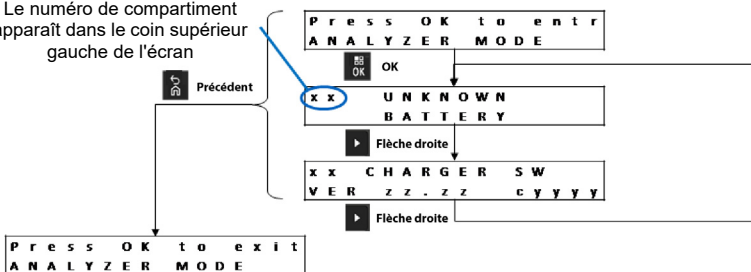 Le numéro de compartiment
apparaît dans le coin supérieur
gauche de l'écran
Press OK to entr
ANALYZER MODE
OK
OK
Précédent
xx UNKNOWN
BATTERY
Flèche droite
xx CHARGER SW
VER zz.zz cyyyy
Flèche droite
Press OK to exit
ANALYZER MODE